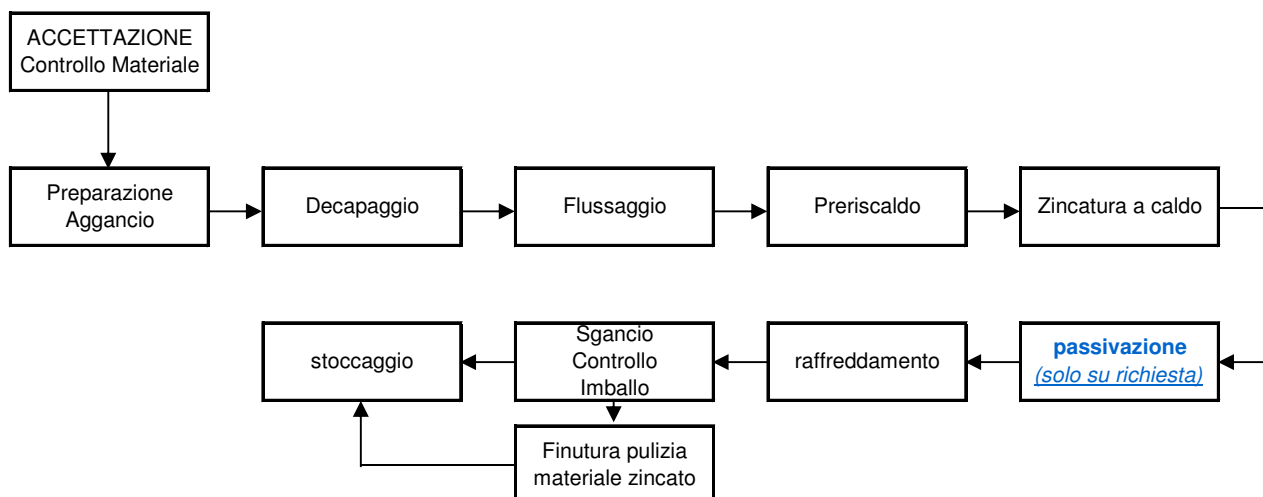 ACCETTAZIONE
Controllo Materiale
Preparazione
Aggancio
Decapaggio
Flussaggio
Preriscaldo
Zincatura a caldo
passivazione
(solo su richiesta)
raffreddamento
Sgancio
Controllo
Imballo
stoccaggio
Finutura pulizia
materiale zincato